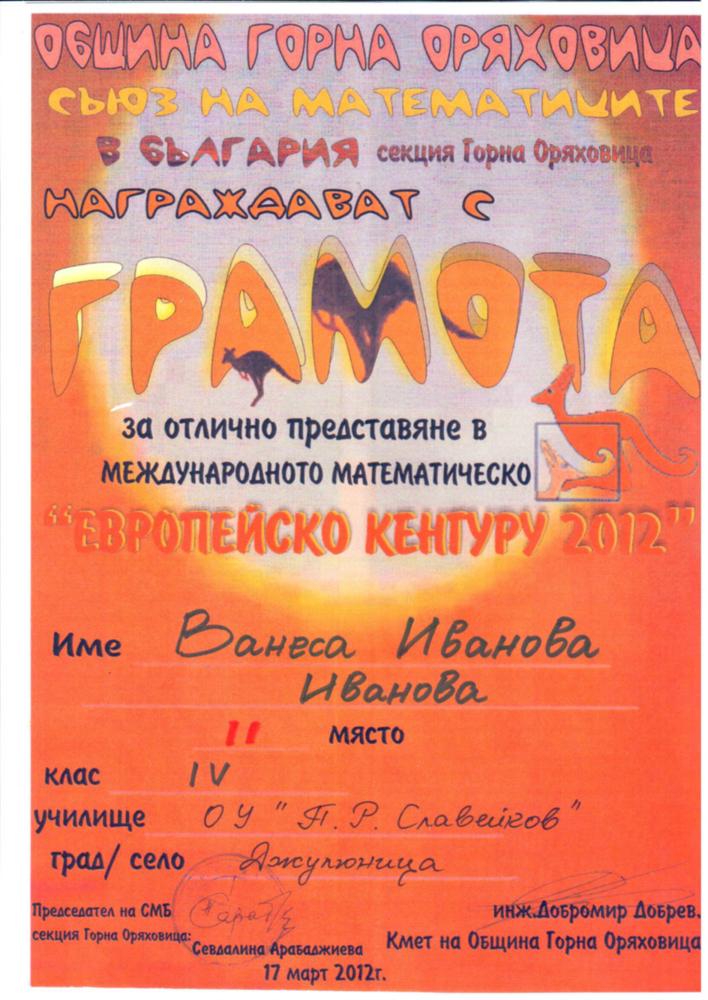 ОБЩИНА ГОРНА ОРЯХОВИЦА
СЪЮЗ НА МАТЕМАТИЦИТЕ
В БЪЛГАРИЯ секция Горна Оряховица
НАГРАЖДАВАТ С
ГРАМОТА
за отлично представяне в
МЕЖДУНАРОДНОТО МАТЕМАТИЧЕСКО
“ЕВРОПЕЙСКО КЕНГУРУ 2012”
Име Ванеса Иванова
Иванова
II място
клас IV
училище ОУ "П. Р. Славейков"
град/ село Джулюница
Председател на СМБ инж.Добромир Добрев.
секция Горна Оряховица: Севдалина Арабаджиева Кмет на Община Горна Оряховица
17 март 2012г.